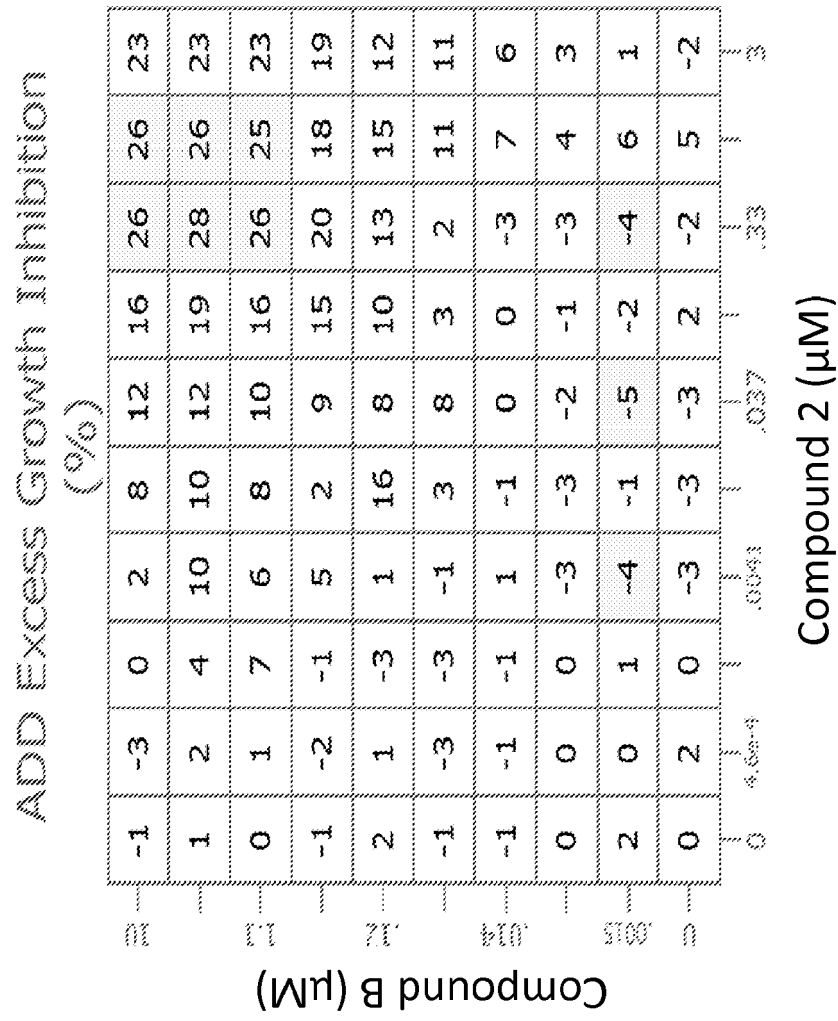 ADD Excess Growth Inhibition
(%)
Compound B (µM)
10 -1 -3 0 2 8 12 16 26 26 23
1 2 4 10 10 12 19 28 26 23
1.1 0 1 7 6 8 10 16 26 25 23
-1 -2 -1 5 2 9 15 20 18 19
.12 2 1 -3 1 16 8 10 13 15 12
-1 -3 -3 -1 3 8 3 2 11 11
.014 -1 -1 -1 1 -1 0 0 -3 7 6
0 0 0 -3 -3 -2 -1 -3 4 3
.0015 2 0 1 -4 -1 -5 -2 -4 6 1
0 0 2 0 -3 -3 -3 2 -2 5 -2
0 4.6e-4 .0041 .037 .33 3
Compound 2 (µM)